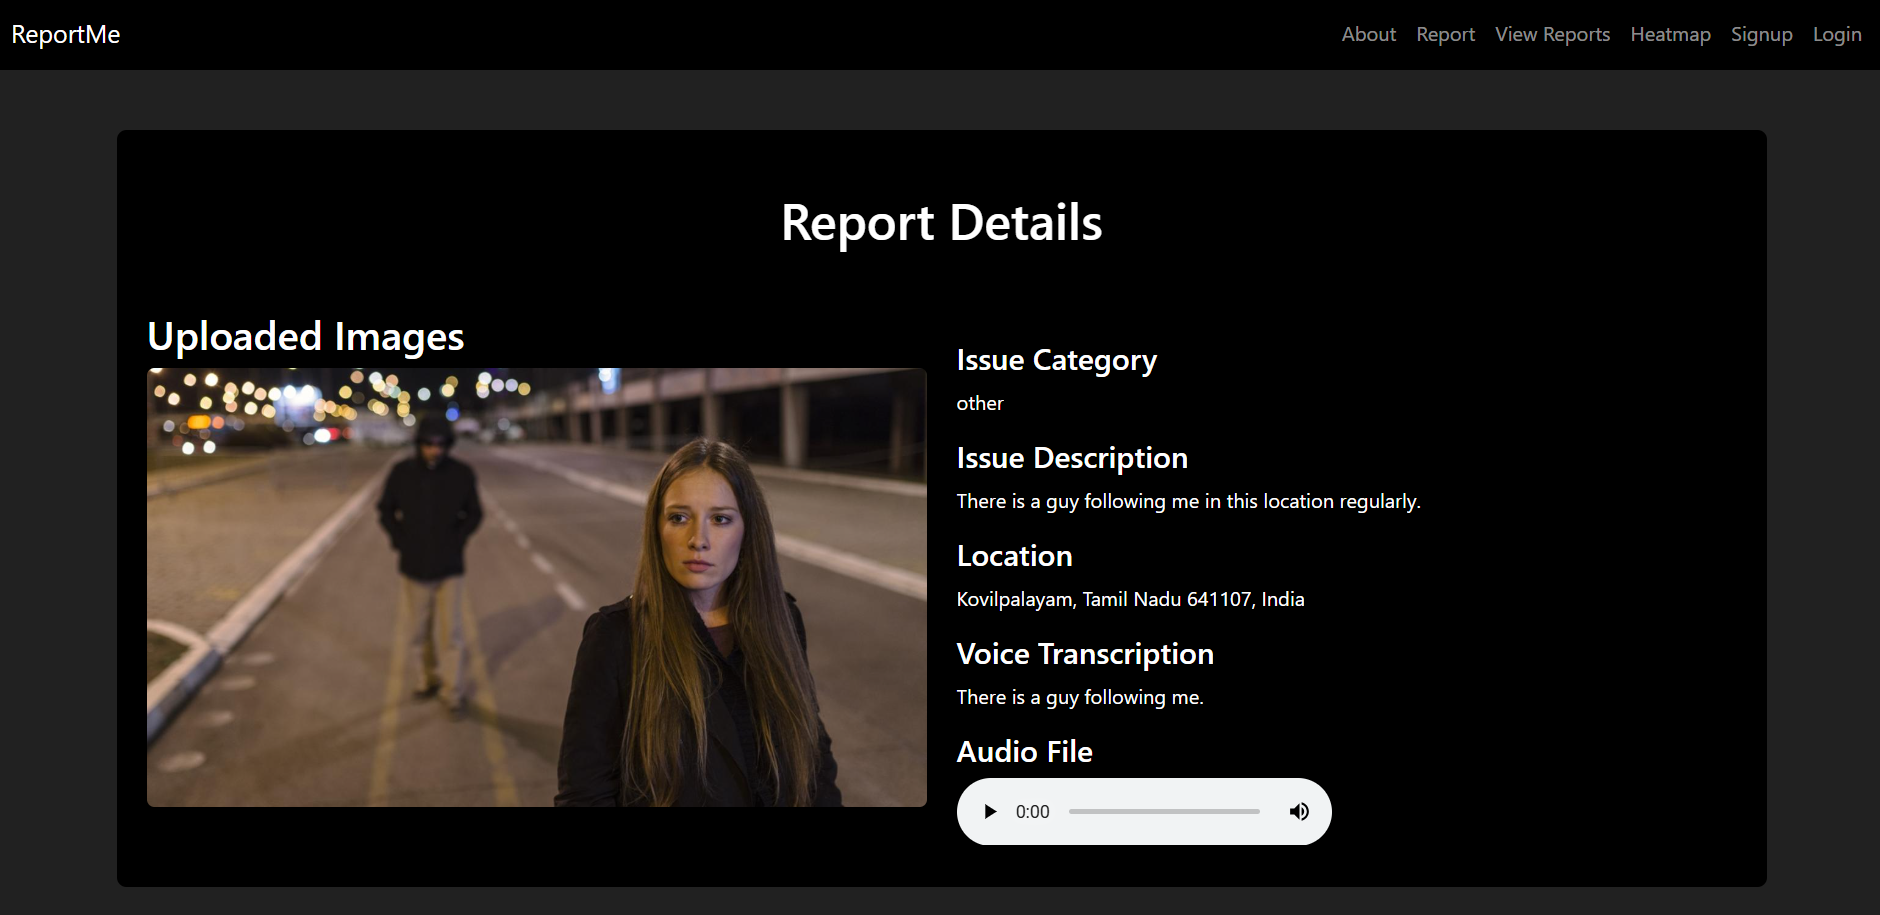 ReportMe
About Report View Reports Heatmap Signup Login
Report Details
Uploaded Images
Issue Category
other
Issue Description
There is a guy following me in this location regularly.
Location
Kovilpalayam, Tamil Nadu 641107, India
Voice Transcription
There is a guy following me.
Audio File
0:00